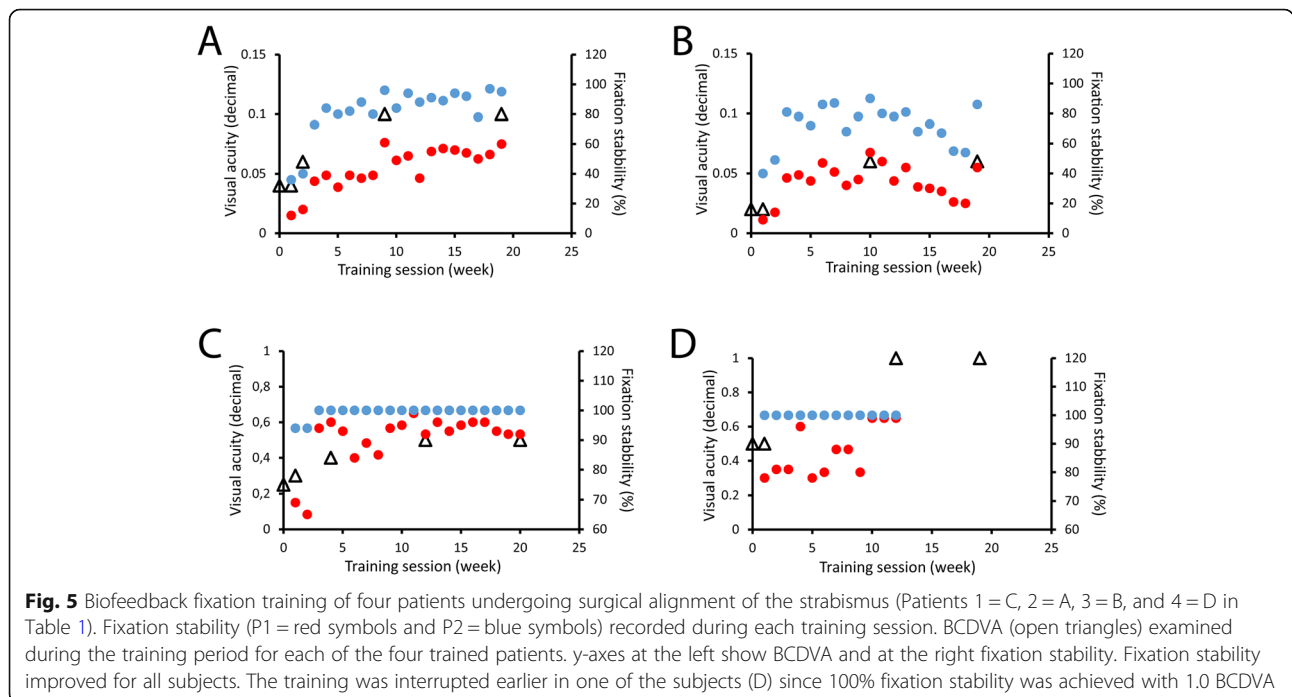 A
B
0.15
0.1
0.05
0
120
100
80
60
40
20
0
Visual acuity (decimal)
Fixation stabbility (%)
0 5 10 15 20 25
Training session (week)
0.15
0.1
0.05
0
120
100
80
60
40
20
0
Visual acuity (decimal)
Fixation stabbility (%)
0 5 10 15 20 25
Training session (week)
C
D
1
0,8
0,6
0,4
0,2
0
120
110
100
90
80
70
60
Visual acuity (decimal)
Fixation stabbility (%)
0 5 10 15 20 25
Training session (week)
1
0.8
0.6
0.4
0.2
0
120
110
100
90
80
70
60
Visual acuity (decimal)
Fixation stabbility (%)
0 5 10 15 20 25
Training session (week)
Fig. 5 Biofeedback fixation training of four patients undergoing surgical alignment of the strabismus (Patients 1 = C, 2 = A, 3 = B, and 4 = D in
Table 1). Fixation stability (P1 = red symbols and P2 = blue symbols) recorded during each training session. BCDVA (open triangles) examined
during the training period for each of the four trained patients. y-axes at the left show BCDVA and at the right fixation stability. Fixation stability
improved for all subjects. The training was interrupted earlier in one of the subjects (D) since 100% fixation stability was achieved with 1.0 BCDVA